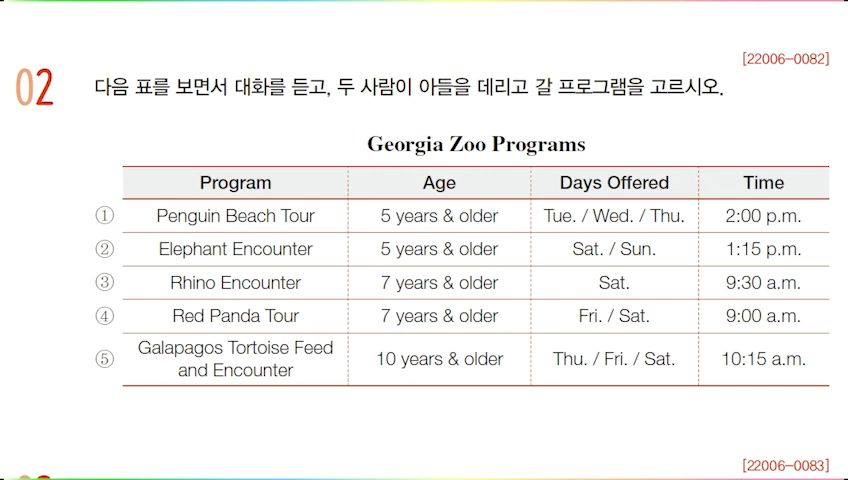 [22006-0082]
02 다음 표를 보면서 대화를 듣고, 두 사람이 아들을 데리고 갈 프로그램을 고르시오.
Georgia Zoo Programs
Program Age Days Offered Time
① Penguin Beach Tour 5 years & older Tue. / Wed. / Thu. 2:00 p.m.
② Elephant Encounter 5 years & older Sat. / Sun. 1:15 p.m.
③ Rhino Encounter 7 years & older Sat. 9:30 a.m.
④ Red Panda Tour 7 years & older Fri. / Sat. 9:00 a.m.
⑤ Galapagos Tortoise Feed
and Encounter 10 years & older Thu. / Fri. / Sat. 10:15 a.m.
[22006-0083]